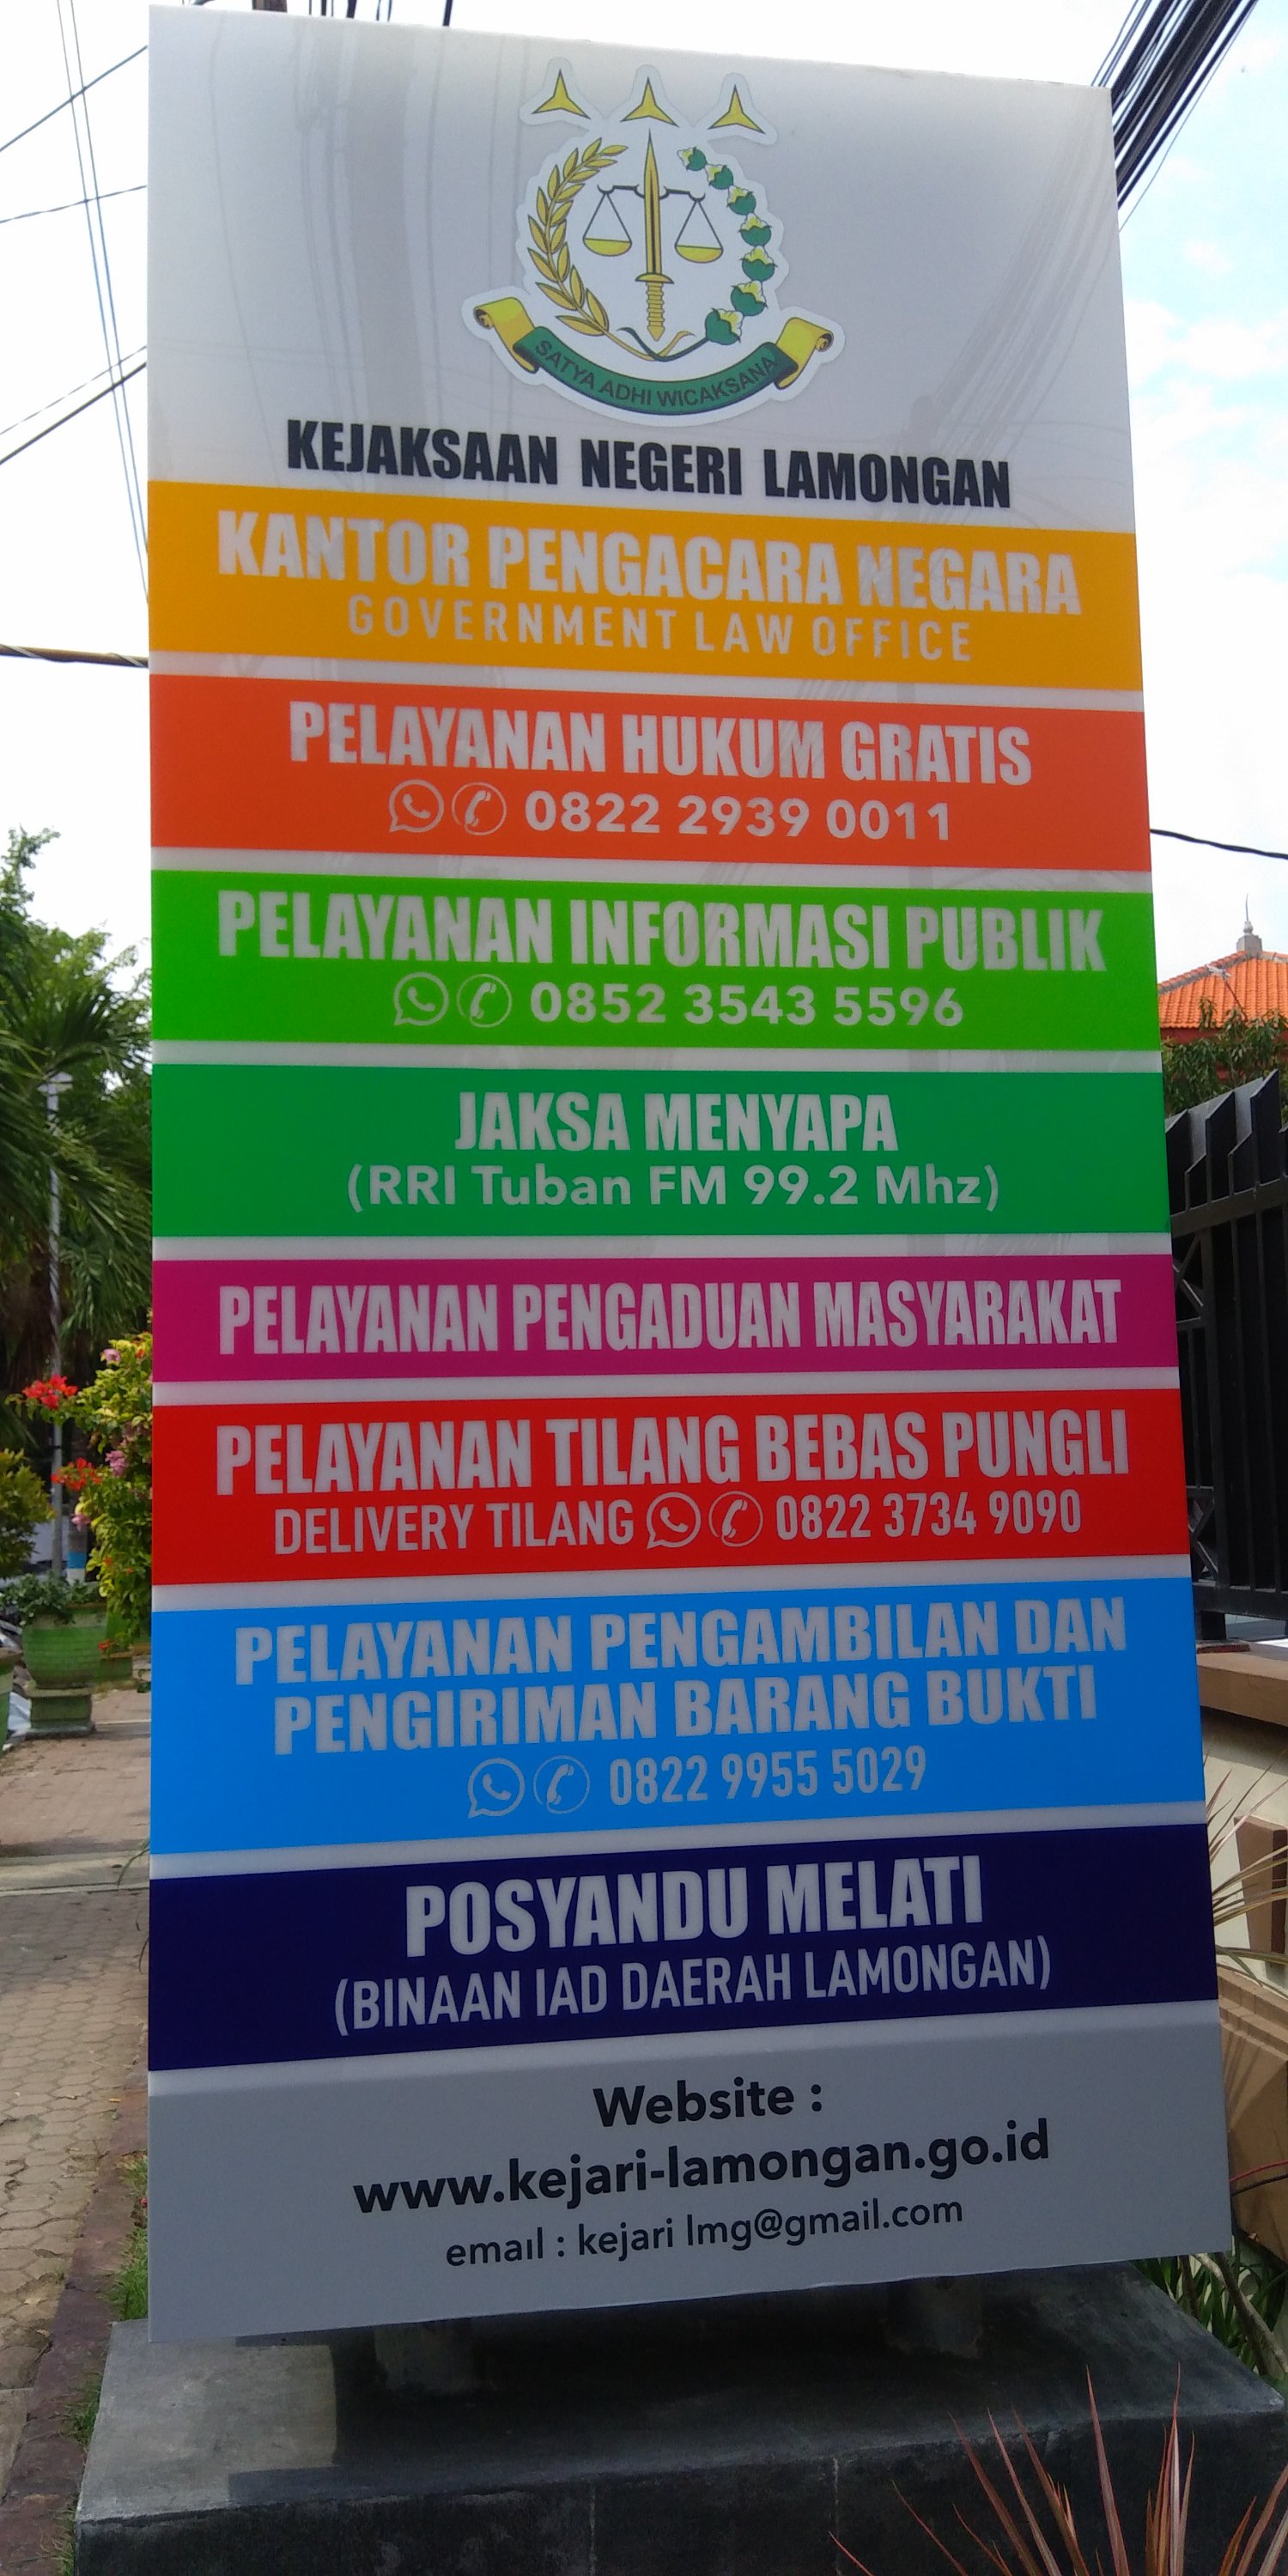 SATYA ADHI WICAKSANA
KEJAKSAAN NEGERI LAMONGAN
KANTOR PENGACARA NEGARA
GOVERNMENT LAW OFFICE
PELAYANAN HUKUM GRATIS
0822 2939 0011
PELAYANAN INFORMASI PUBLIK
0852 3543 5596
JAKSA MENYAPA
(RRI Tuban FM 99.2 Mhz)
PELAYANAN PENGADUAN MASYARAKAT
PELAYANAN TILANG BEBAS PUNGLI
DELIVERY TILANG 0822 3734 9090
PELAYANAN PENGAMBILAN DAN
PENGIRIMAN BARANG BUKTI
0822 9955 5029
POSYANDU MELATI
(BINAAN IAD DAERAH LAMONGAN)
Website :
www.kejari-lamongan.go.id
email : kejari lmg@gmail.com